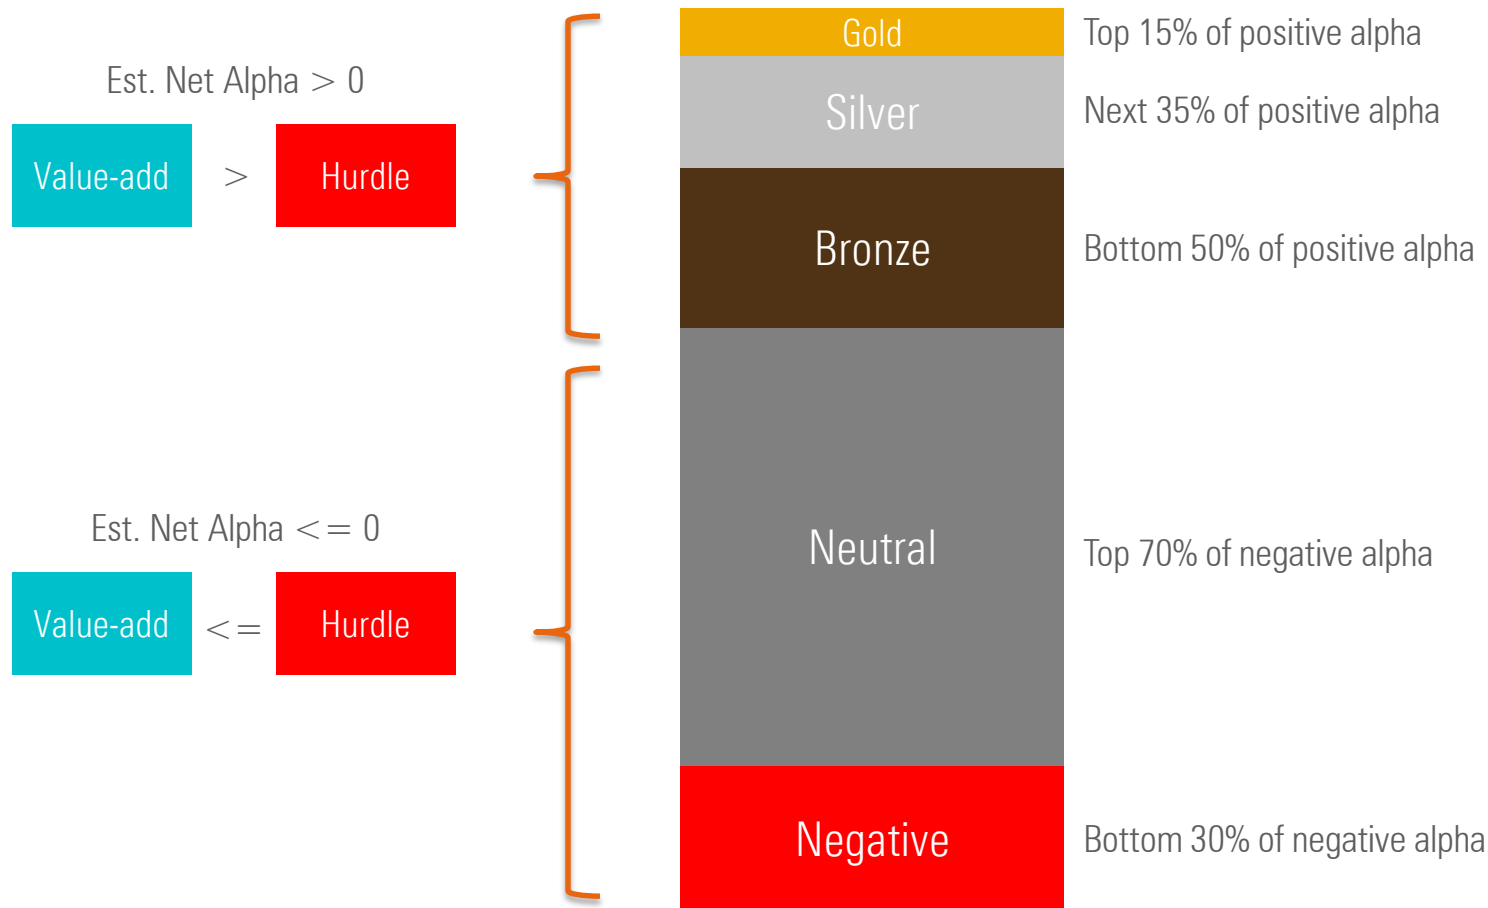 Est. Net Alpha > 0
Value-add > Hurdle
Est. Net Alpha <= 0
Value-add <= Hurdle
Gold Top 15% of positive alpha
Silver Next 35% of positive alpha
Bronze Bottom 50% of positive alpha
Neutral Top 70% of negative alpha
Negative Bottom 30% of negative alpha